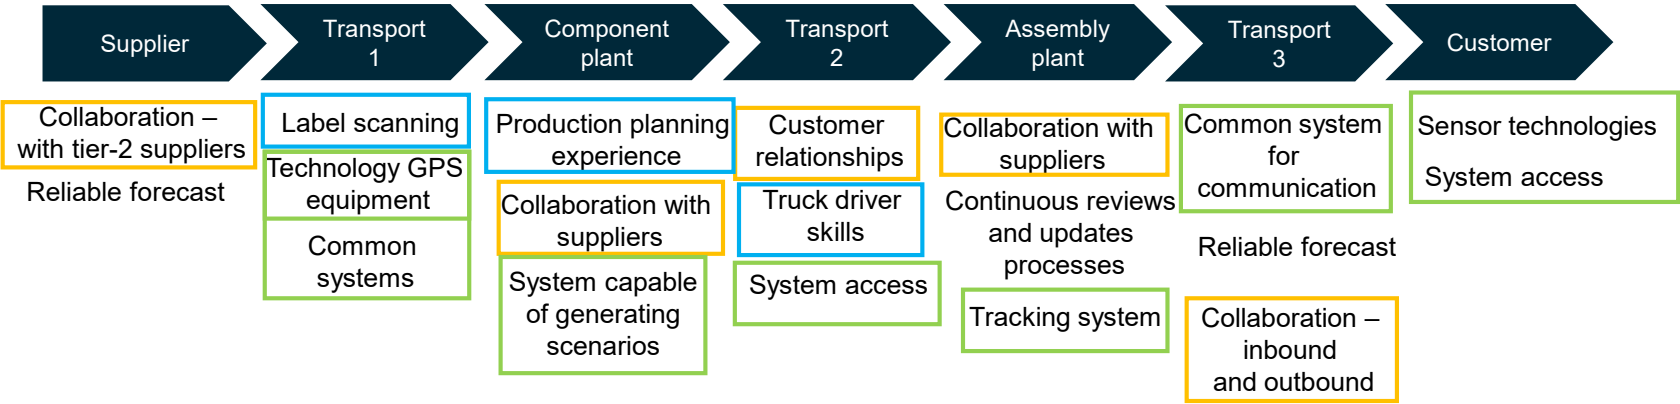 Supplier
Transport
1
Component
plant
Transport
2
Assembly
plant
Transport
3
Customer
Collaboration –
with tier-2 suppliers
Reliable forecast
Label scanning
Technology GPS
equipment
Common
systems
Production planning
experience
Collaboration with
suppliers
System capable
of generating
scenarios
Customer
relationships
Truck driver
skills
System access
Collaboration with
suppliers
Continuous reviews
and updates
processes
Tracking system
Common system
for
communication
Reliable forecast
Collaboration –
inbound
and outbound
Sensor technologies
System access